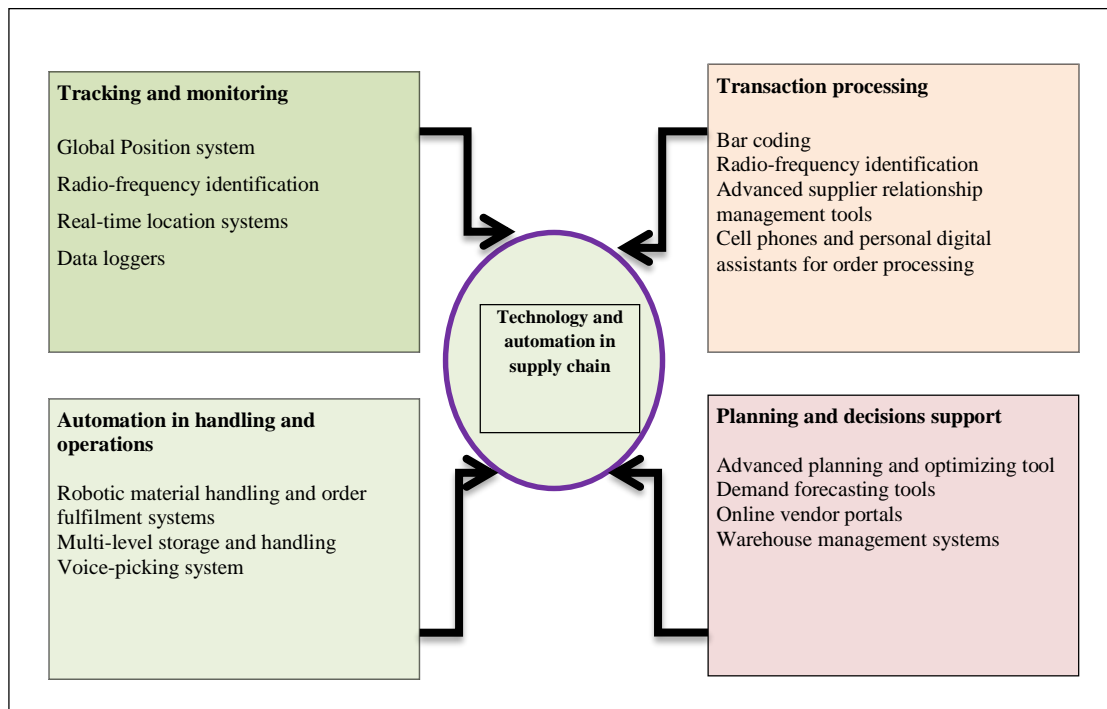 Tracking and monitoring
Global Position system
Radio-frequency identification
Real-time location systems
Data loggers
Transaction processing
Bar coding
Radio-frequency identification
Advanced supplier relationship
management tools
Cell phones and personal digital
assistants for order processing
Technology and
automation in
supply chain
Automation in handling and
operations
Robotic material handling and order
fulfilment systems
Multi-level storage and handling
Voice-picking system
Planning and decisions support
Advanced planning and optimizing tool
Demand forecasting tools
Online vendor portals
Warehouse management systems